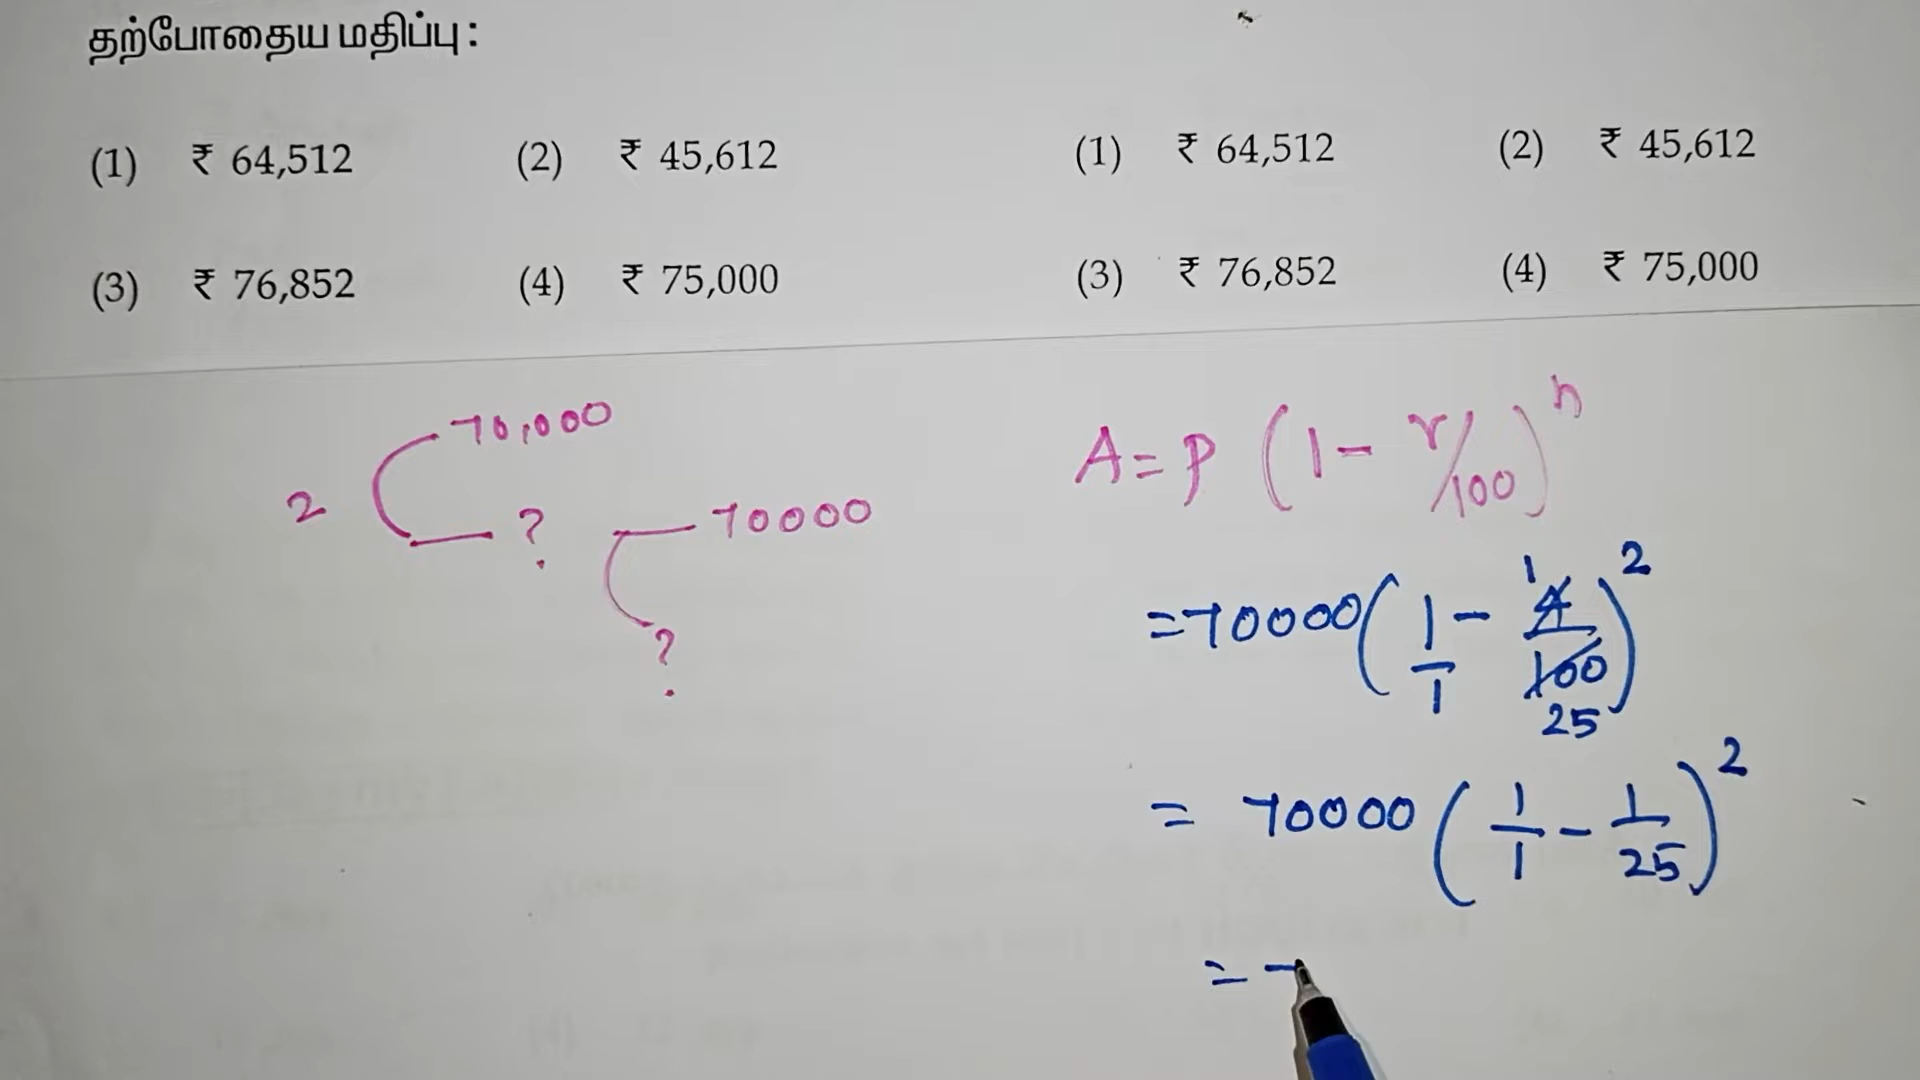 தற்போதைய மதிப்பு :
(1) ₹ 64,512 (2) ₹ 45,612
(3) ₹ 76,852 (4) ₹ 75,000
(1) ₹ 64,512 (2) ₹ 45,612
(3) ₹ 76,852 (4) ₹ 75,000
70,000
2
?
70000
?
A = P (1 - r/100)^n
= 70000 (1/1 - 4/100)^2
1
25
= 70000 (1/1 - 1/25)^2
=